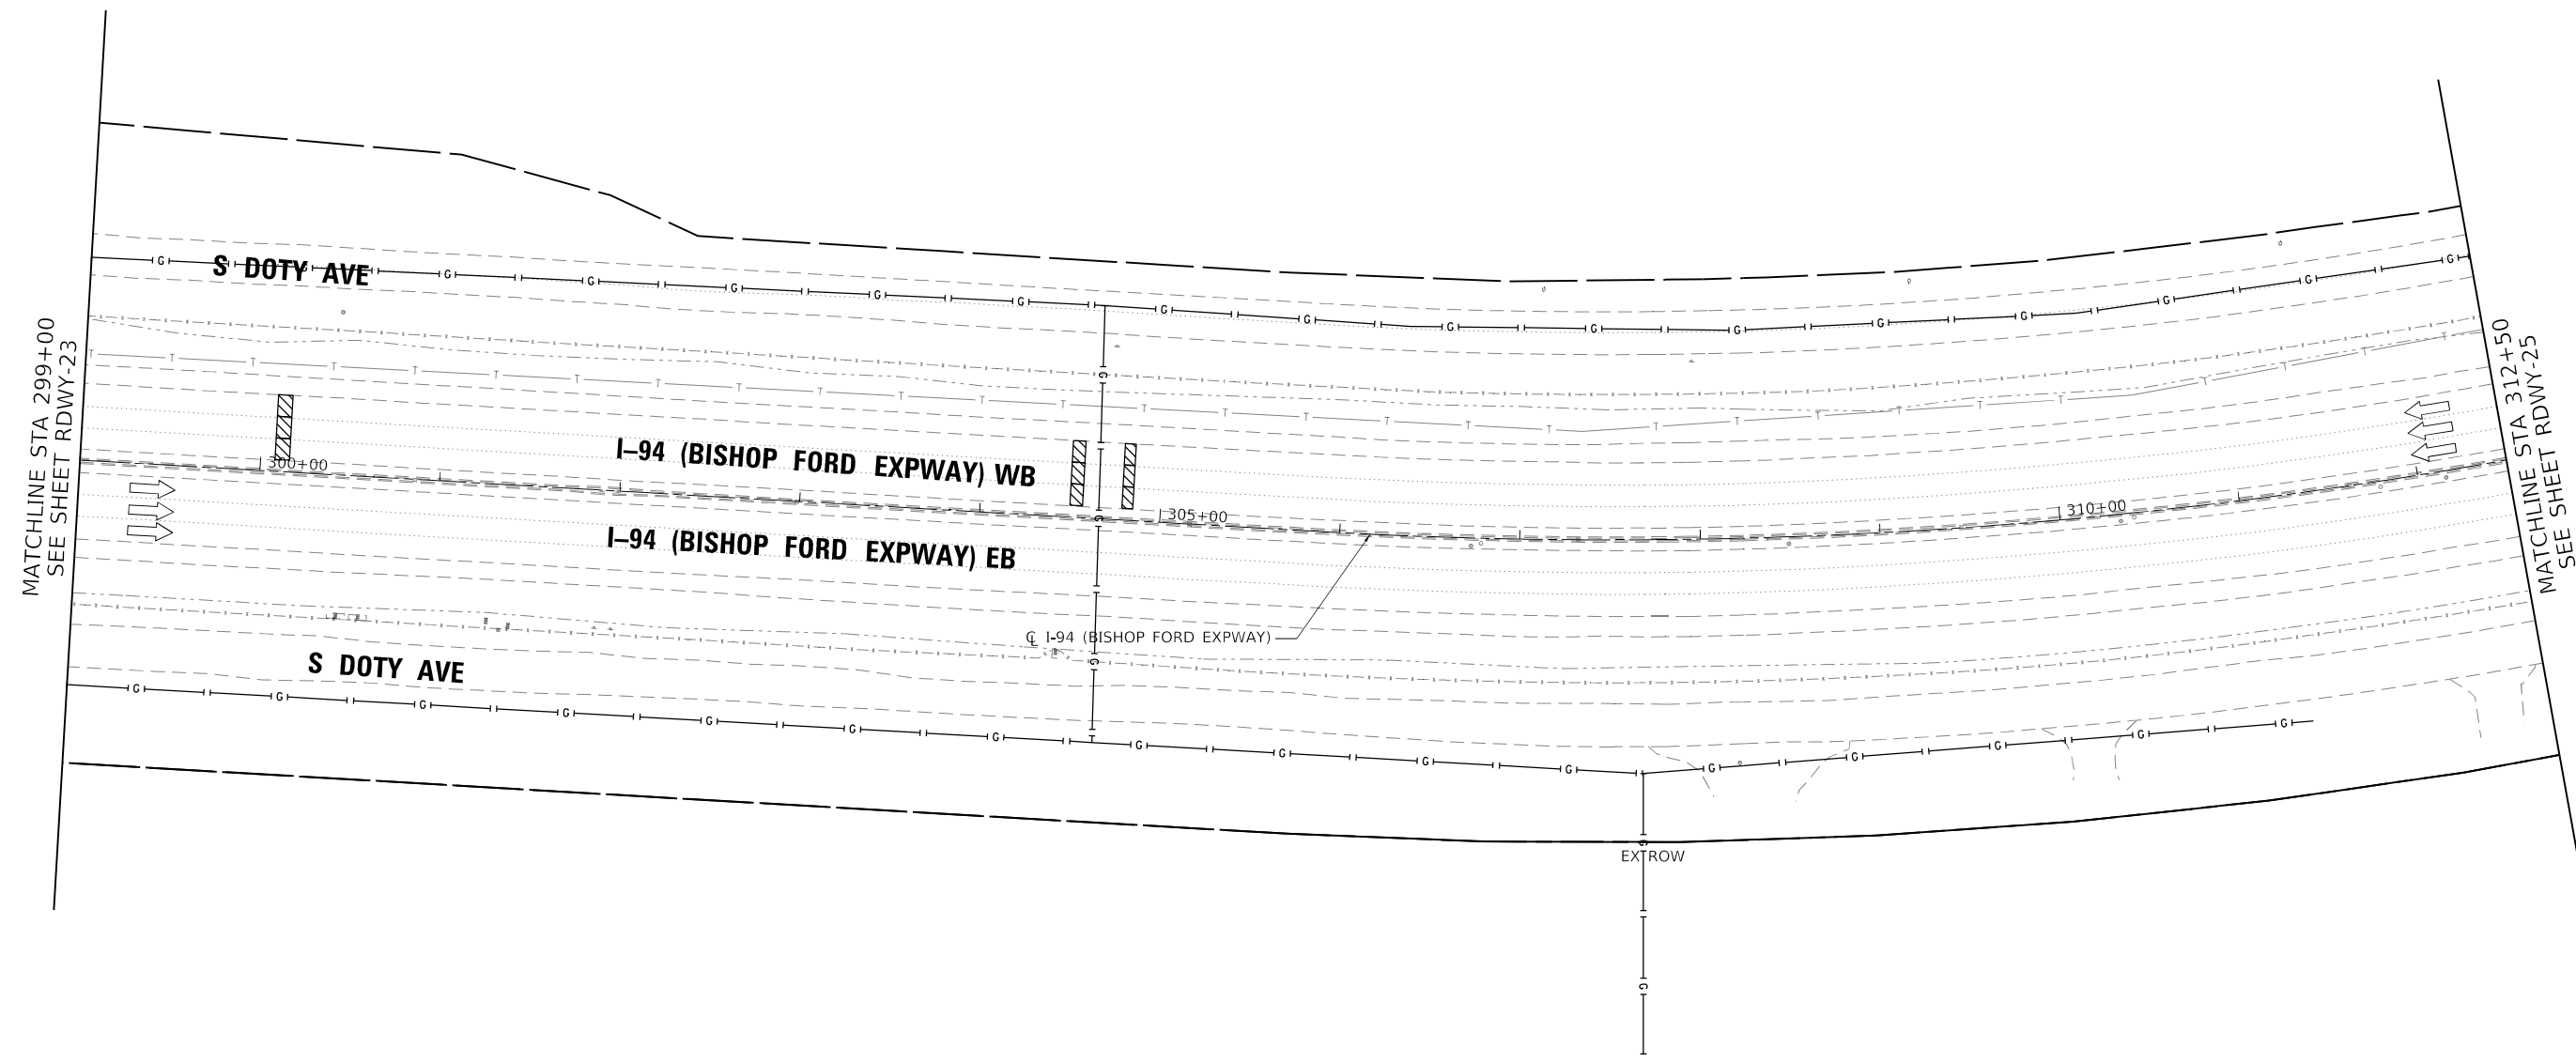 S DOTY AVE
MATCHLINE STA 299+00
SEE SHEET RDWY-23
MATCHLINE STA 312+50
SEE SHEET RDWY-25
I-94 (BISHOP FORD EXPWAY) WB
300+00
305+00
310+00
I-94 (BISHOP FORD EXPWAY) EB
℄ I-94 (BISHOP FORD EXPWAY)
S DOTY AVE
EXTROW